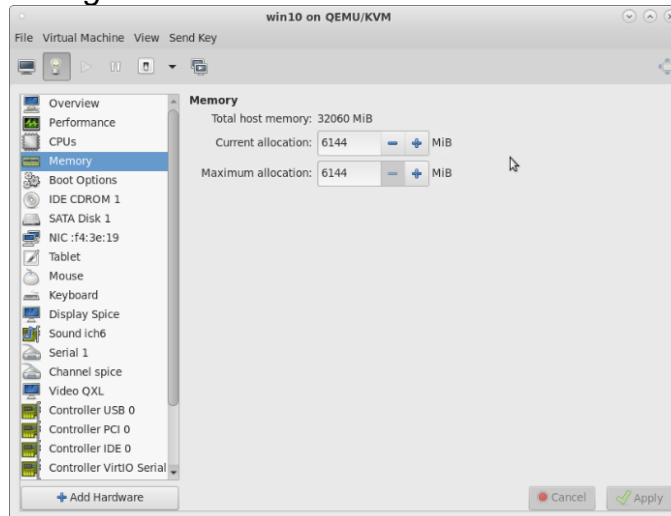 win10 on QEMU/KVM
File Virtual Machine View Send Key
Overview
Performance
CPUs
Memory
Boot Options
IDE CDROM 1
SATA Disk 1
NIC :f4:3e:19
Tablet
Mouse
Keyboard
Display Spice
Sound ich6
Serial 1
Channel spice
Video QXL
Controller USB 0
Controller PCI 0
Controller IDE 0
Controller VirtIO Serial
Add Hardware
Memory
Total host memory: 32060 MiB
Current allocation: 6144 MiB
Maximum allocation: 6144 MiB
Cancel Apply